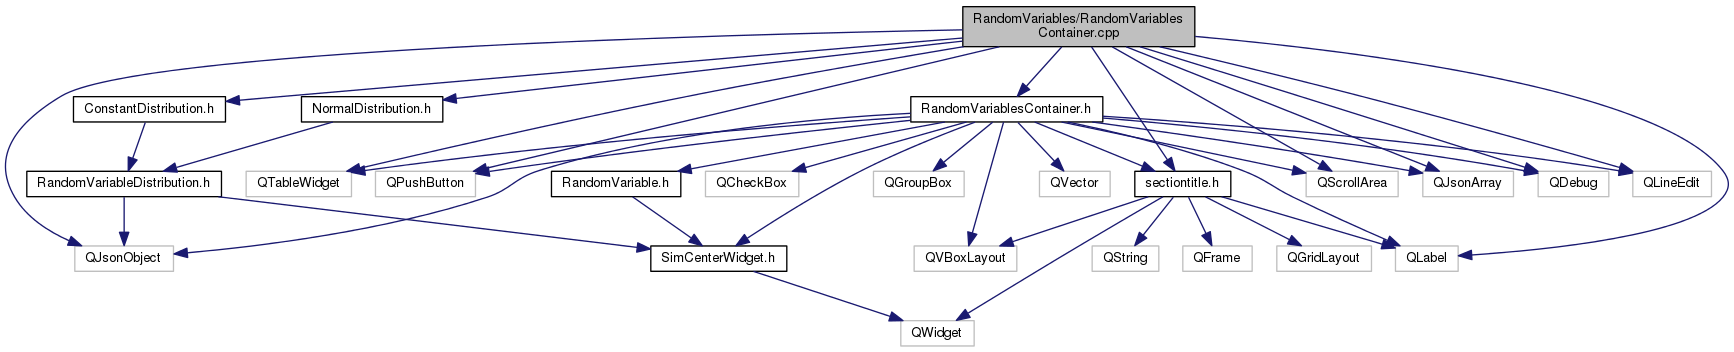 RandomVariables/RandomVariables
Container.cpp
ConstantDistribution.h
NormalDistribution.h
RandomVariablesContainer.h
RandomVariableDistribution.h
QTableWidget
QPushButton
RandomVariable.h
QCheckBox
QGroupBox
QVector
sectiontitle.h
QScrollArea
QJsonArray
QDebug
QLineEdit
QJsonObject
SimCenterWidget.h
QVBoxLayout
QString
QFrame
QGridLayout
QLabel
QWidget